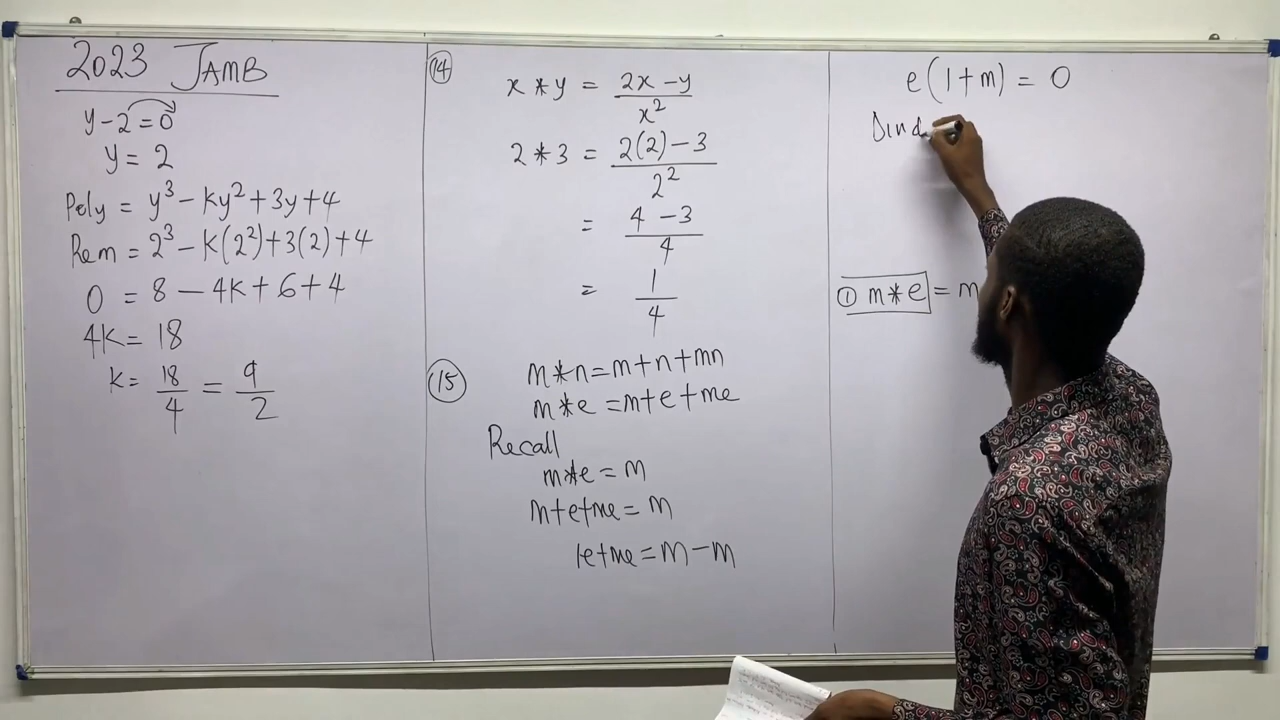 2023 JAMB
y-2=0
y= 2
Poly = y³- ky²+3y+4
Rem = 2³- k(2²)+3(2)+4
0 = 8 - 4k+6+4
4k= 18
k= 18/4 = 9/2
14
x * y = 2x - y/x²
2 * 3 = 2(2) - 3/2²
= 4 - 3/4
= 1/4
15
m*n=m+n+mn
m*e =m+e+me
Recall
m*e = m
m+e+me= m
1e+me=m-m
e(1+m) = 0
① m*e = m